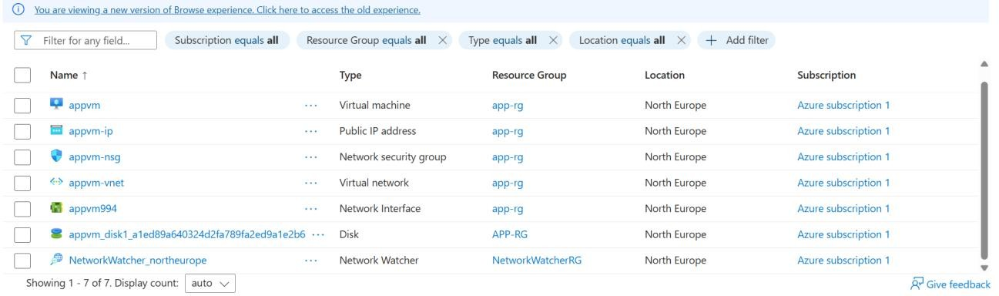 You are viewing a new version of Browse experience. Click here to access the old experience.
Filter for any field... Subscription equals all Resource Group equals all Type equals all Location equals all Add filter
Name ↑ Type Resource Group Location Subscription
appvm ... Virtual machine app-rg North Europe Azure subscription 1
appvm-ip ... Public IP address app-rg North Europe Azure subscription 1
appvm-nsg ... Network security group app-rg North Europe Azure subscription 1
appvm-vnet ... Virtual network app-rg North Europe Azure subscription 1
appvm994 ... Network Interface app-rg North Europe Azure subscription 1
appvm_disk1_a1ed89a640324d2fa789fa2ed9a1e2b6 ... Disk APP-RG North Europe Azure subscription 1
NetworkWatcher_northeurope ... Network Watcher NetworkWatcherRG North Europe Azure subscription 1
Showing 1 - 7 of 7. Display count: auto Give feedback